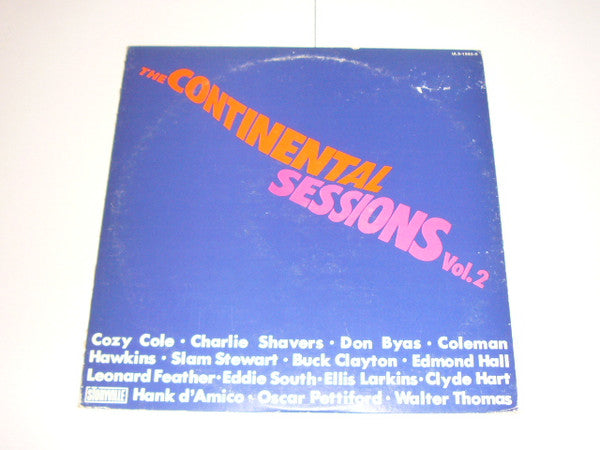 THE CONTINENTAL
SESSIONS
Vol.2
Cozy Cole • Charlie Shavers • Don Byas • Coleman
Hawkins • Slam Stewart • Buck Clayton • Edmond Hall
Leonard Feather • Eddie South • Ellis Larkins • Clyde Hart
STORYVILLE Hank d'Amico • Oscar Pettiford • Walter Thomas